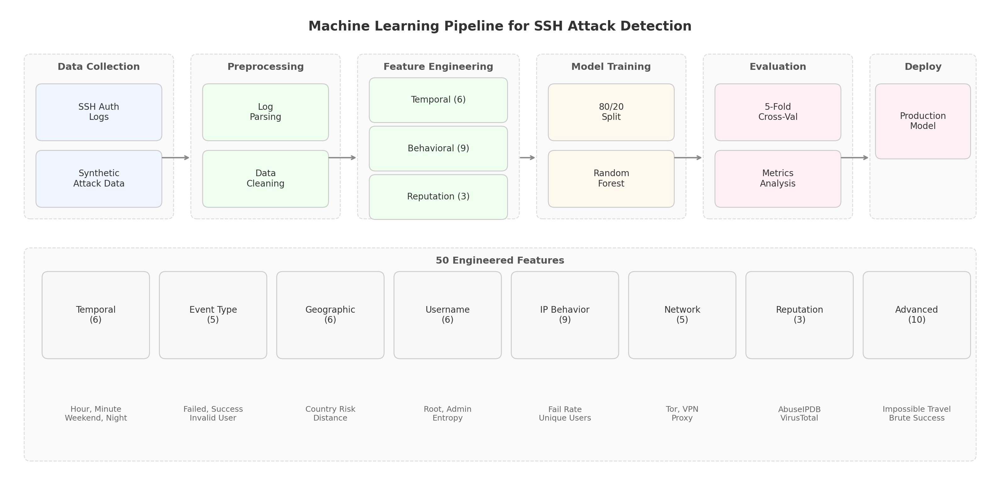 Machine Learning Pipeline for SSH Attack Detection
Data Collection
SSH Auth
Logs
Synthetic
Attack Data
Preprocessing
Log
Parsing
Data
Cleaning
Feature Engineering
Temporal (6)
Behavioral (9)
Reputation (3)
Model Training
80/20
Split
Random
Forest
Evaluation
5-Fold
Cross-Val
Metrics
Analysis
Deploy
Production
Model
50 Engineered Features
Temporal
(6)
Event Type
(5)
Geographic
(6)
Username
(6)
IP Behavior
(9)
Network
(5)
Reputation
(3)
Advanced
(10)
Hour, Minute
Weekend, Night
Failed, Success
Invalid User
Country Risk
Distance
Root, Admin
Entropy
Fail Rate
Unique Users
Tor, VPN
Proxy
AbuseIPDB
VirusTotal
Impossible Travel
Brute Success